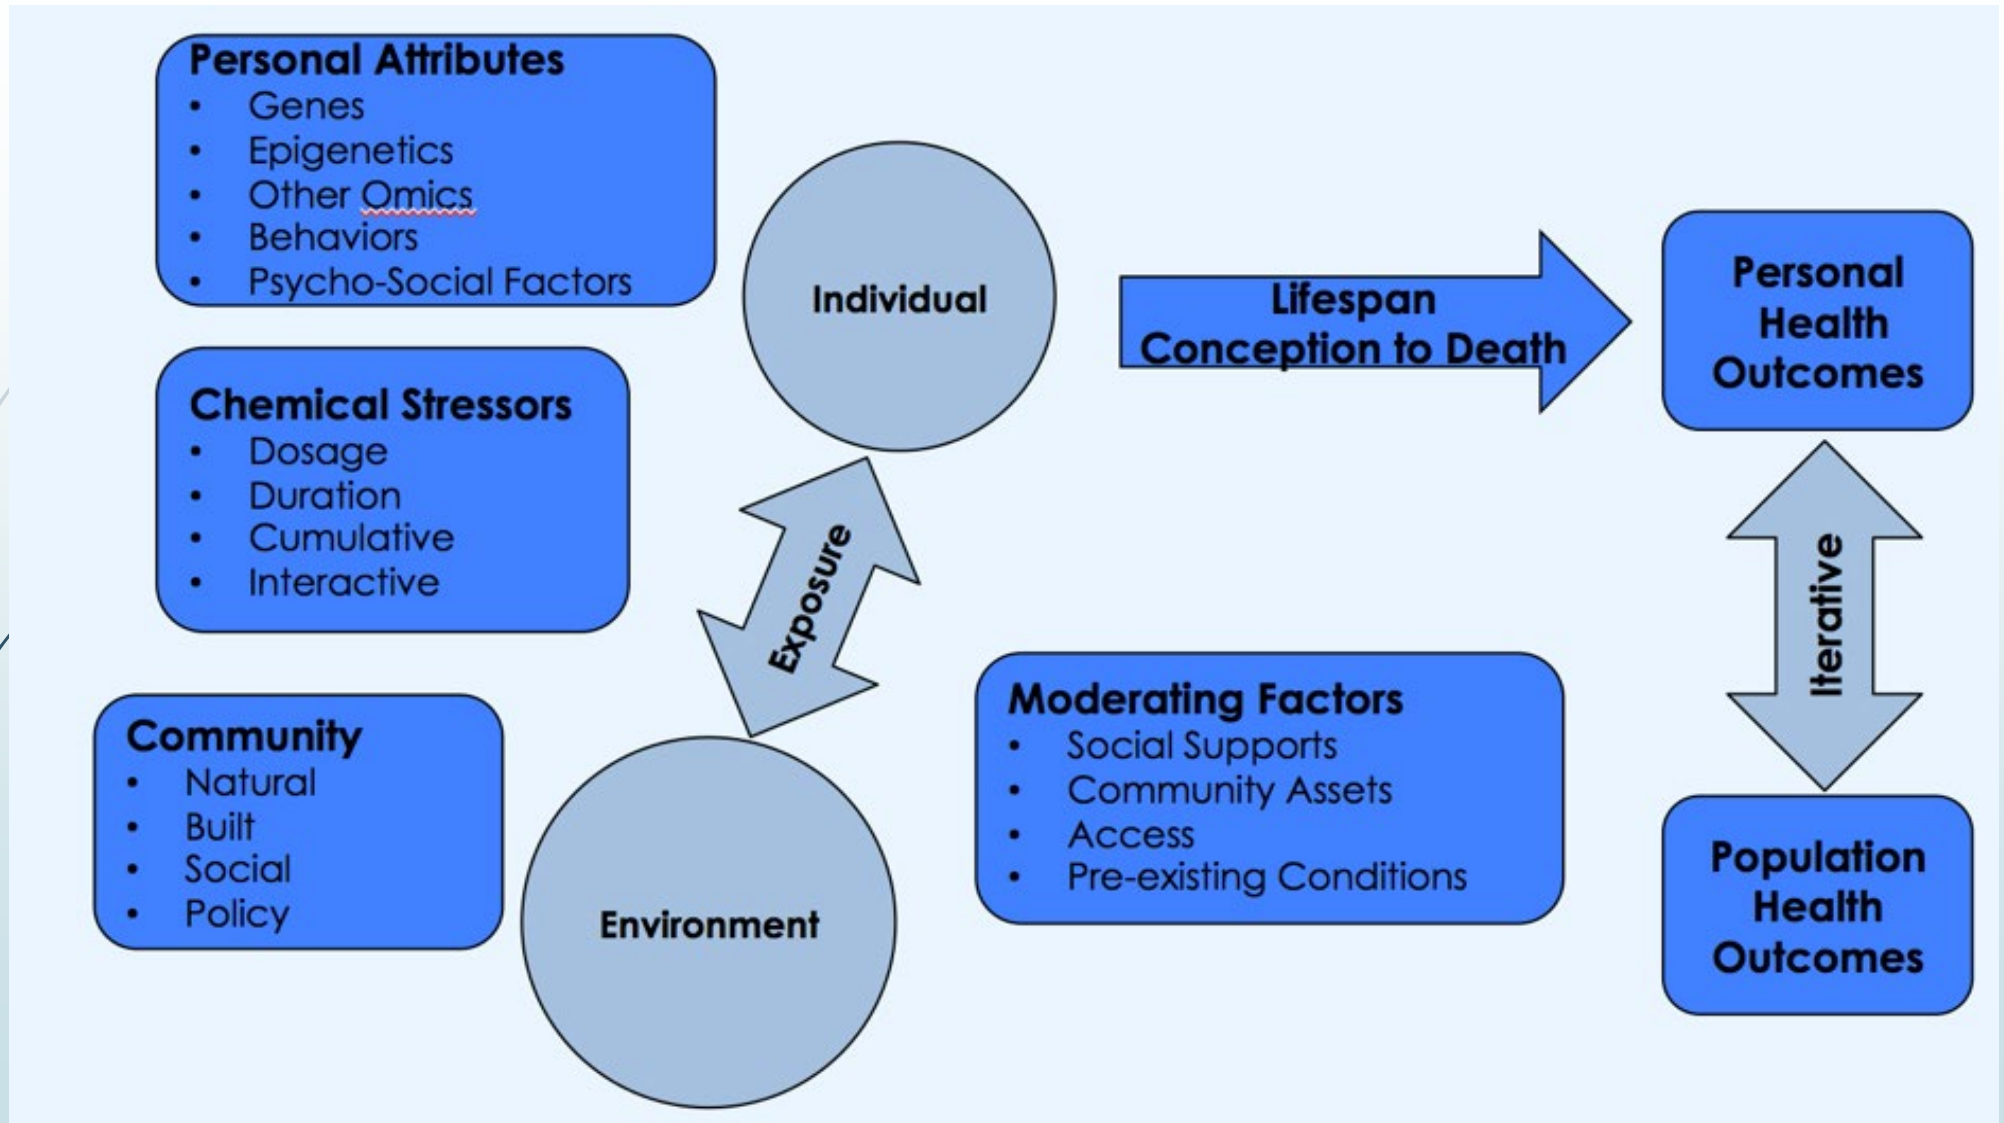 Personal Attributes
• Genes
• Epigenetics
• Other Omics
• Behaviors
• Psycho-Social Factors
Chemical Stressors
• Dosage
• Duration
• Cumulative
• Interactive
Community
• Natural
• Built
• Social
• Policy
Individual
Exposure
Environment
Lifespan
Conception to Death
Moderating Factors
• Social Supports
• Community Assets
• Access
• Pre-existing Conditions
Personal
Health
Outcomes
Iterative
Population
Health
Outcomes